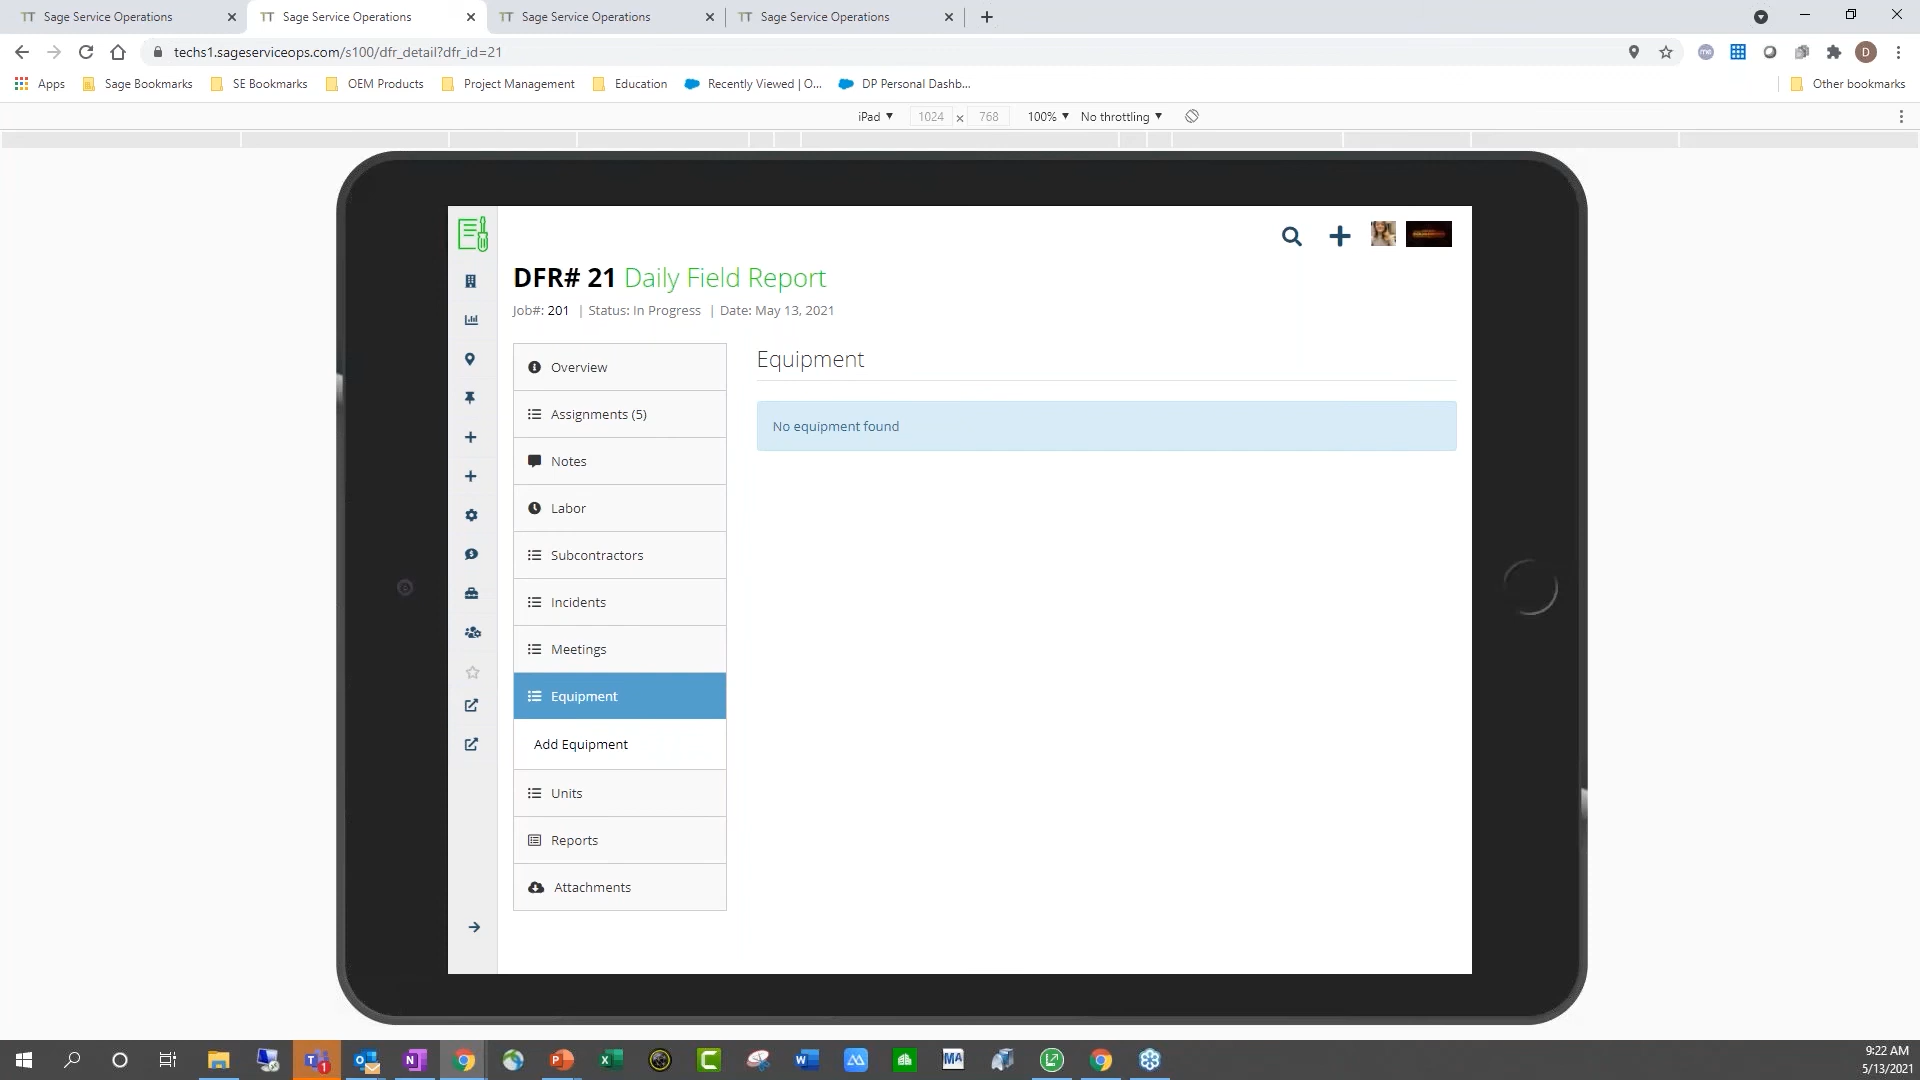 Sage Service Operations
Sage Service Operations
Sage Service Operations
Sage Service Operations
techs1.sageserviceops.com/s100/dfr_detail?dfr_id=21
D
Apps
Sage Bookmarks
SE Bookmarks
OEM Products
Project Management
Education
Recently Viewed | O...
DP Personal Dashb...
Other bookmarks
iPad
1024 x 768
100%
No throttling
DFR# 21 Daily Field Report
Job#: 201 | Status: In Progress | Date: May 13, 2021
Overview
Assignments (5)
Notes
Labor
Subcontractors
Incidents
Meetings
Equipment
Add Equipment
Units
Reports
Attachments
Equipment
No equipment found
9:22 AM
5/13/2021